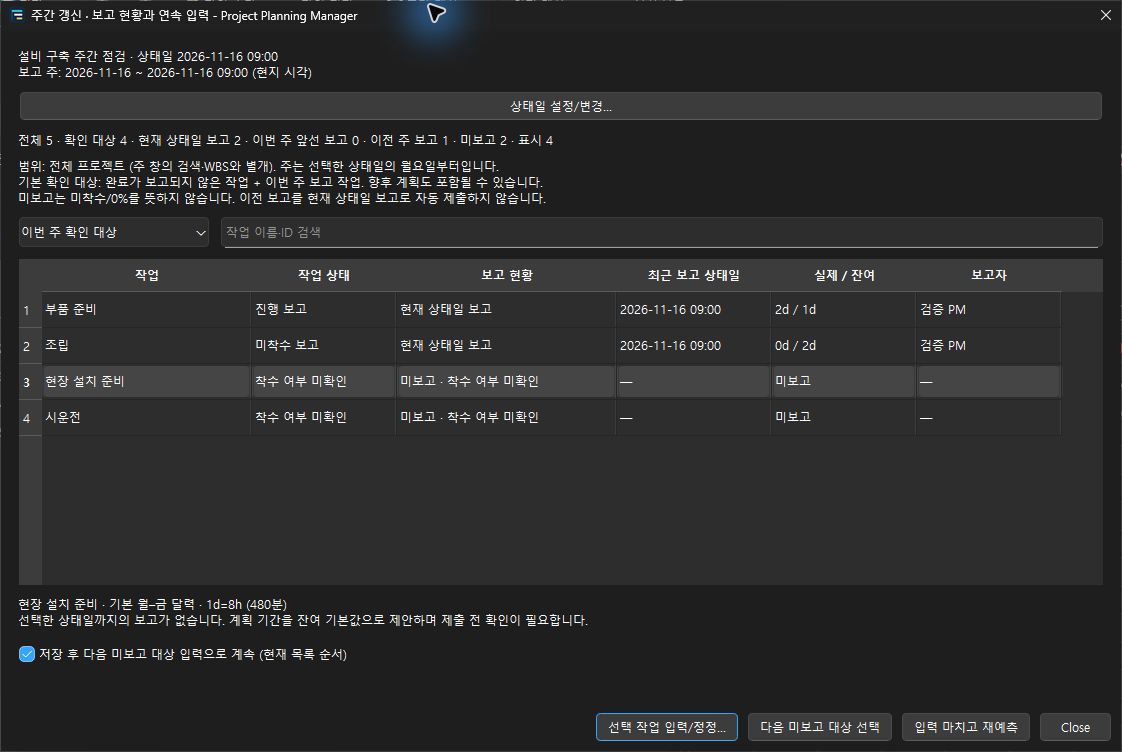 주간 갱신 · 보고 현황과 연속 입력 - Project Planning Manager
설비 구축 주간 점검 · 상태일 2026-11-16 09:00
보고 주: 2026-11-16 ~ 2026-11-16 09:00 (현지 시각)
상태일 설정/변경...
전체 5 · 확인 대상 4 · 현재 상태일 보고 2 · 이번 주 앞선 보고 0 · 이전 주 보고 1 · 미보고 2 · 표시 4
범위: 전체 프로젝트 (주 창의 검색·WBS와 별개). 주는 선택한 상태일의 월요일부터입니다.
기본 확인 대상: 완료가 보고되지 않은 작업 + 이번 주 보고 작업. 향후 계획도 포함될 수 있습니다.
미보고는 미착수/0%를 뜻하지 않습니다. 이전 보고를 현재 상태일 보고로 자동 제출하지 않습니다.
이번 주 확인 대상 작업 이름·ID 검색
작업 작업 상태 보고 현황 최근 보고 상태일 실제 / 잔여 보고자
1 부품 준비 진행 보고 현재 상태일 보고 2026-11-16 09:00 2d / 1d 검증 PM
2 조립 미착수 보고 현재 상태일 보고 2026-11-16 09:00 0d / 2d 검증 PM
3 현장 설치 준비 착수 여부 미확인 미보고 · 착수 여부 미확인 — 미보고 —
4 시운전 착수 여부 미확인 미보고 · 착수 여부 미확인 — 미보고 —
현장 설치 준비 · 기본 월–금 달력 · 1d=8h (480분)
선택한 상태일까지의 보고가 없습니다. 계획 기간을 잔여 기본값으로 제안하며 제출 전 확인이 필요합니다.
저장 후 다음 미보고 대상 입력으로 계속 (현재 목록 순서)
선택 작업 입력/정정... 다음 미보고 대상 선택 입력 마치고 재예측 Close